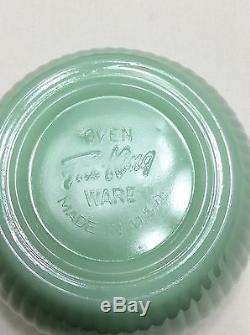 OVEN
Fire King
WARE
MADE IN U.S.A.